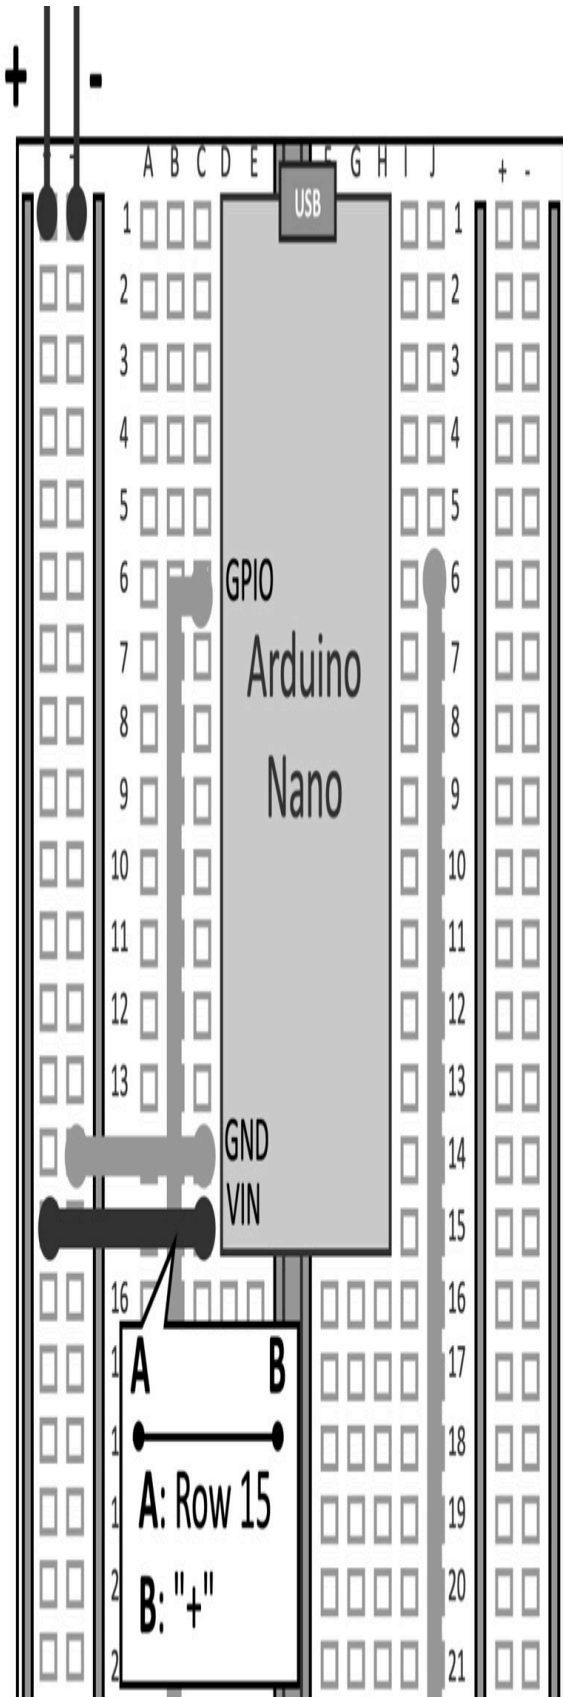 + -
A B C D E F G H I J + -
USB
1 1
2 2
3 3
4 4
5 5
6 GPIO 6
Arduino
7 7
8 Nano 8
9 9
10 10
11 11
12 12
13 13
GND 14
VIN 15
16 16
A B 17
18
A: Row 15 19
B: "+" 20
21